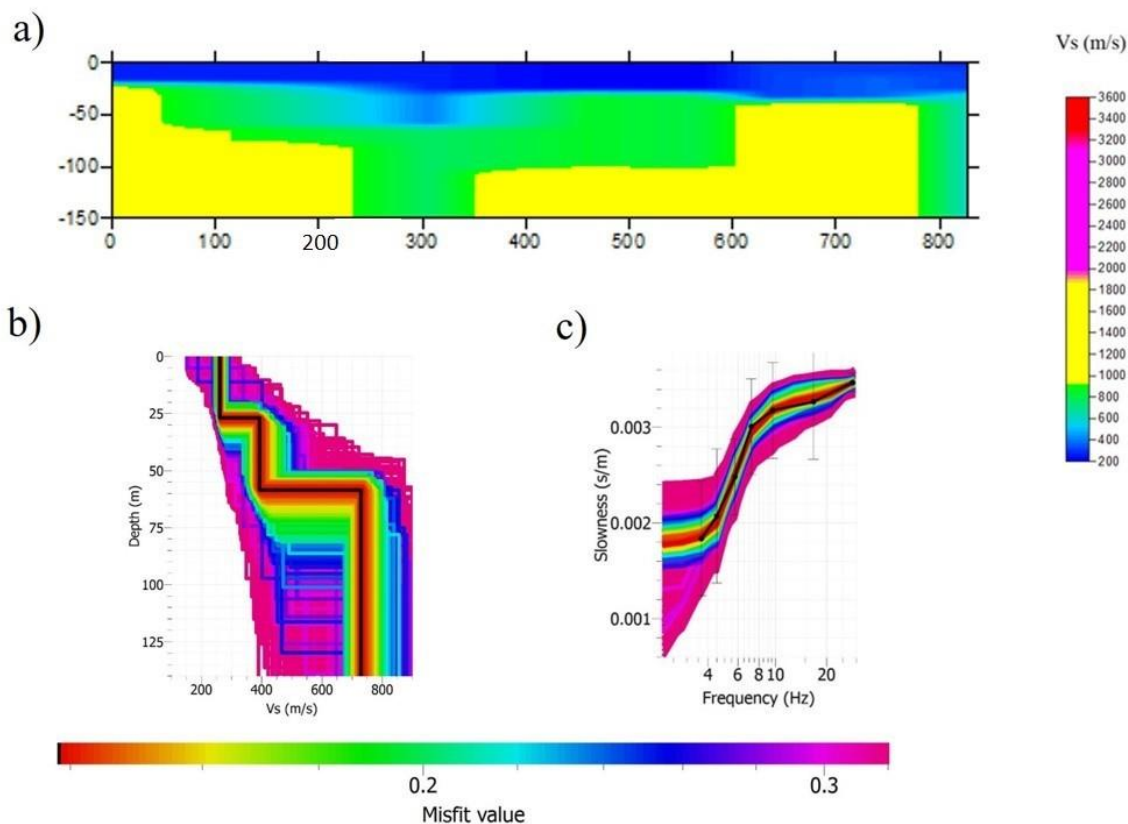 a)
0
-50
-100
-150
0 100 200 300 400 500 600 700 800
Vs (m/s)
3600
3400
3200
3000
2800
2600
2400
2200
2000
1800
1600
1400
1200
1000
800
600
400
200
b)
Depth (m)
0
25
50
75
100
125
200 400 600 800
Vs (m/s)
c)
Slowness (s/m)
0.003
0.002
0.001
4 6 8 10 20
Frequency (Hz)
0.2 0.3
Misfit value